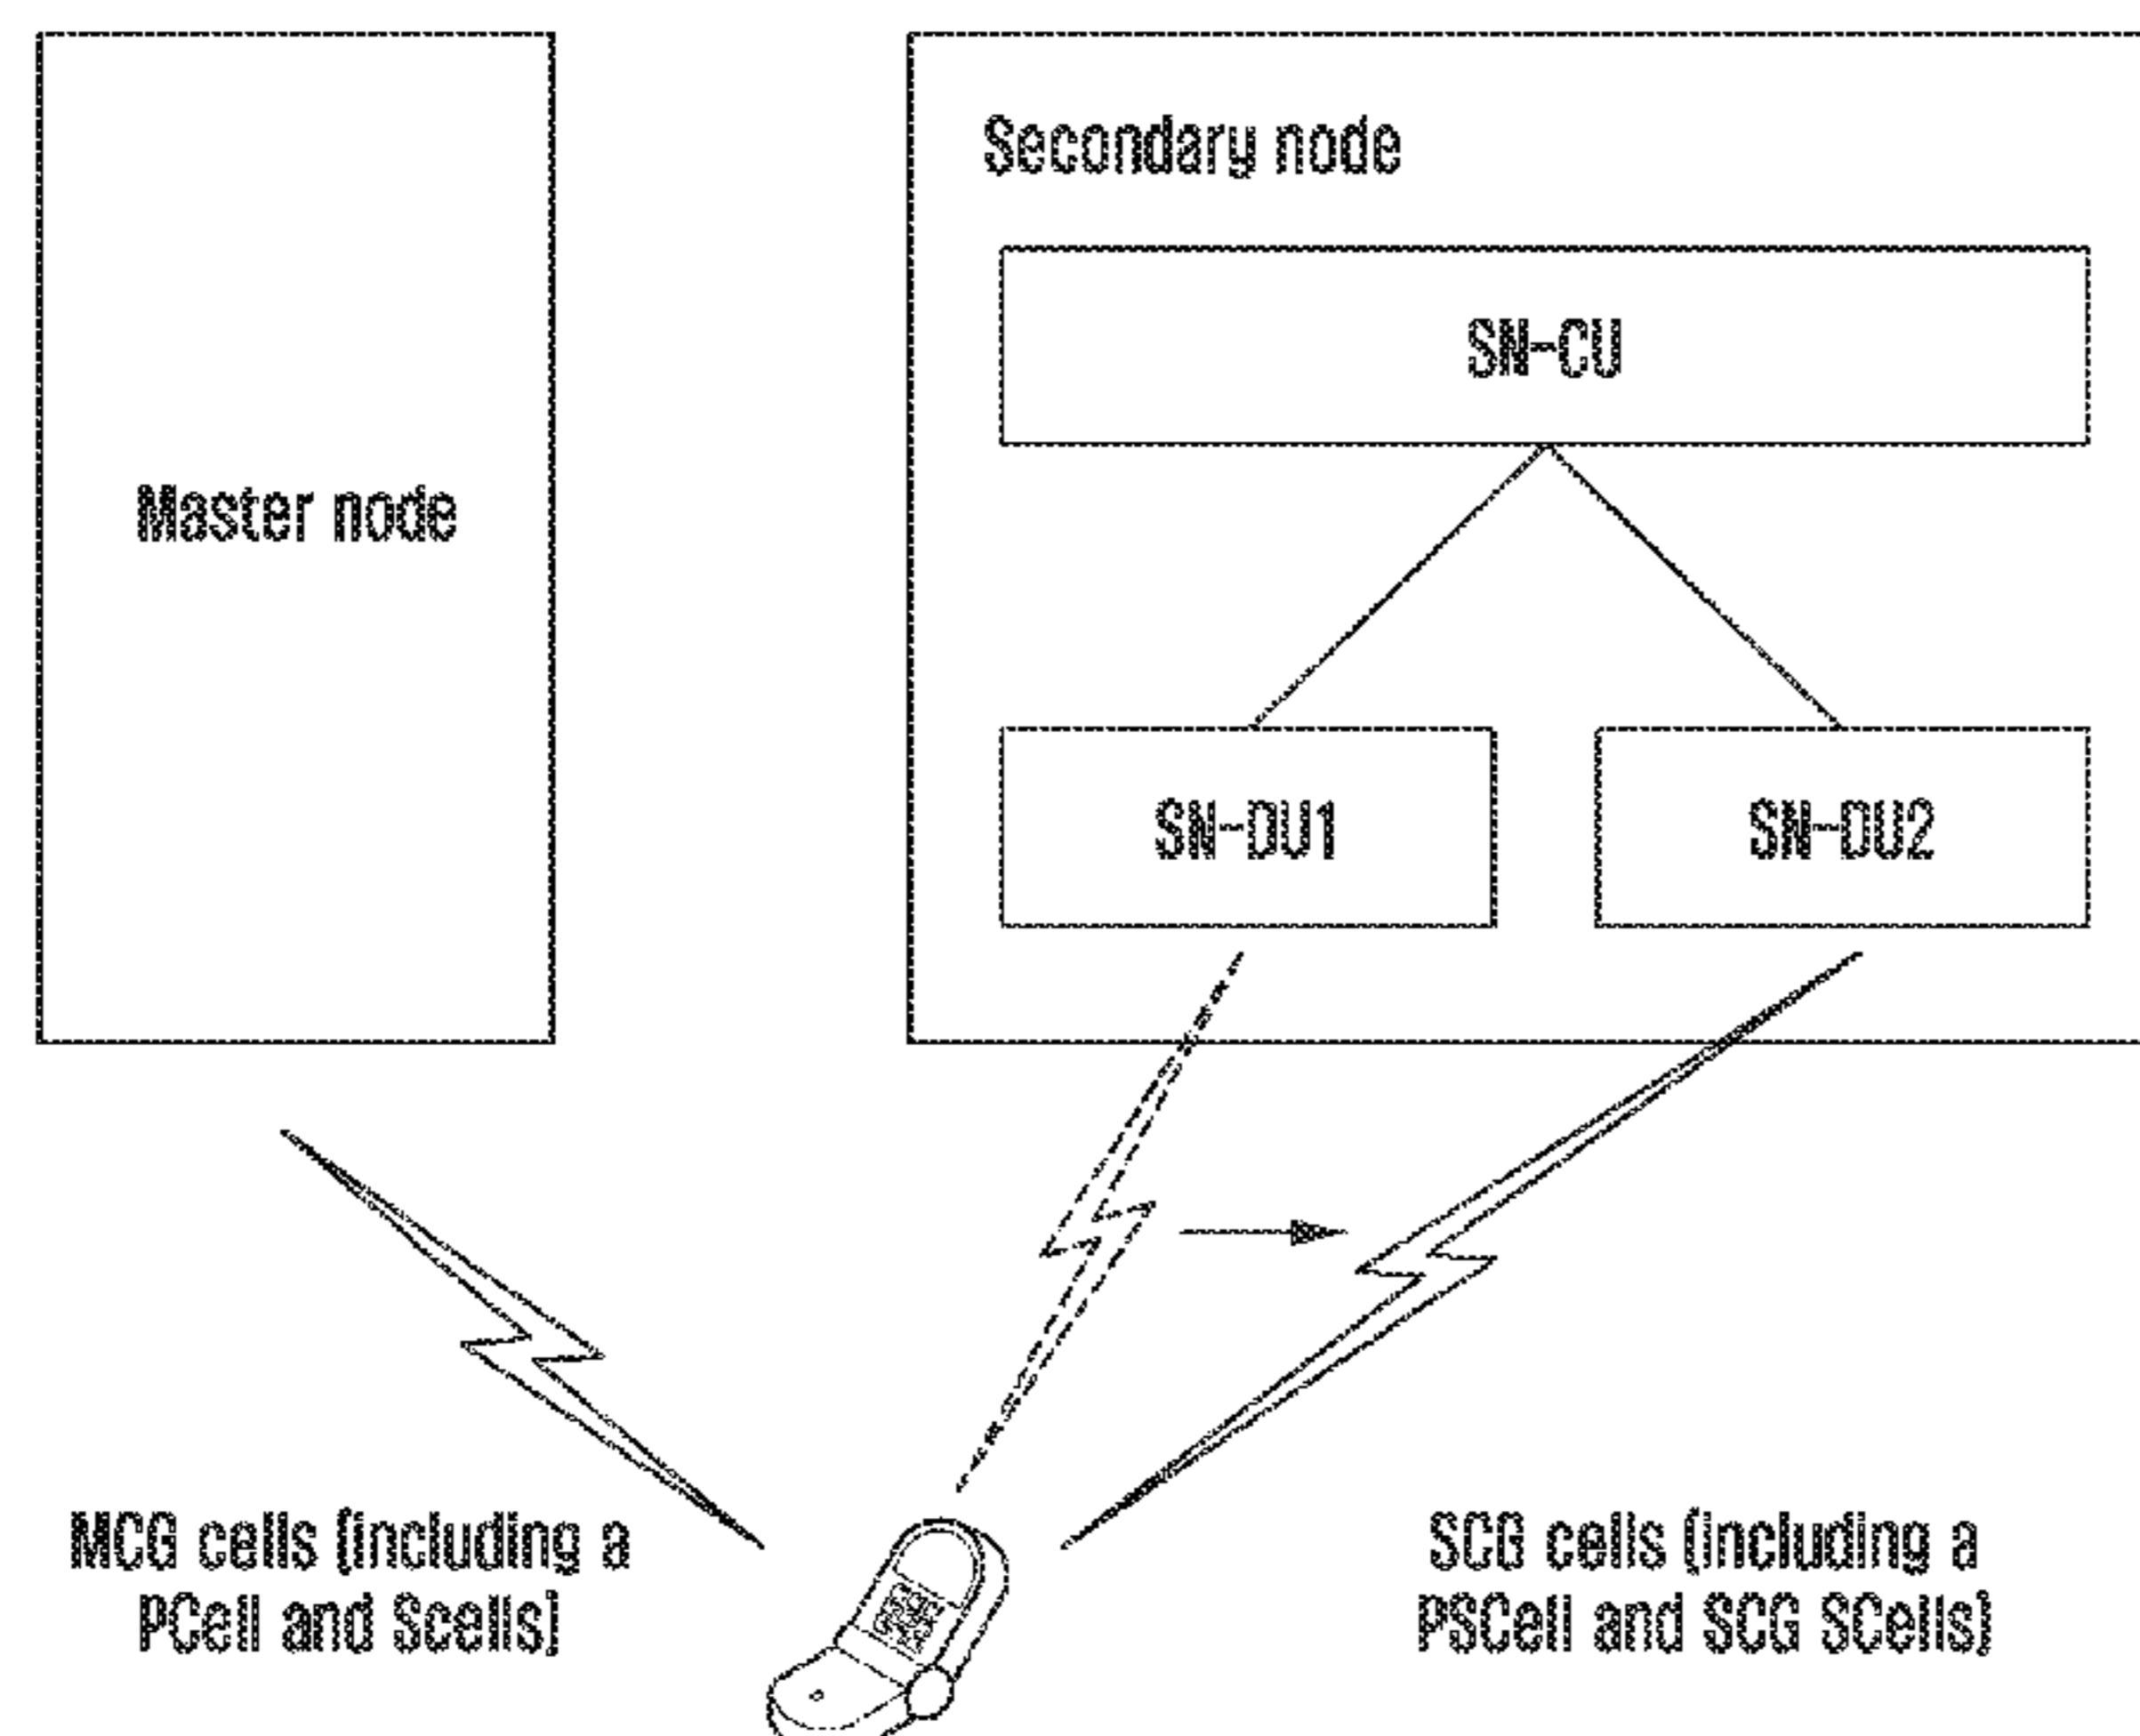 Master node
Secondary node
SN-CU
SN-DU1
SN-DU2
MCG cells (including a
PCell and Scells)
SCG cells (including a
PSCell and SCG SCells)